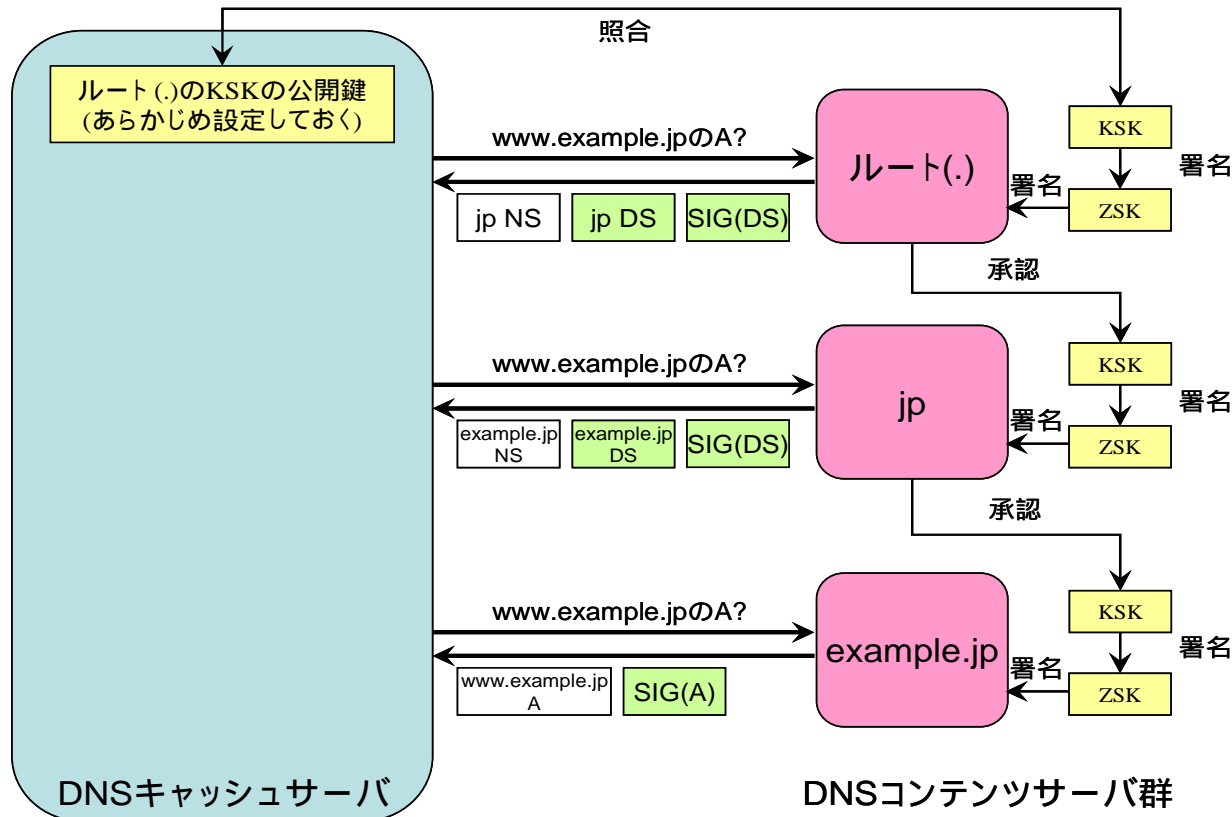 照合
ルート(.)のKSKの公開鍵
(あらかじめ設定しておく)
www.example.jpのA?
jp NS
jp DS
SIG(DS)
ルート(.)
KSK
署名
署名
ZSK
承認
www.example.jpのA?
example.jp
NS
example.jp
DS
SIG(DS)
jp
KSK
署名
署名
ZSK
承認
www.example.jpのA?
www.example.jp
A
SIG(A)
example.jp
KSK
署名
署名
ZSK
DNSキャッシュサーバ
DNSコンテンツサーバ群